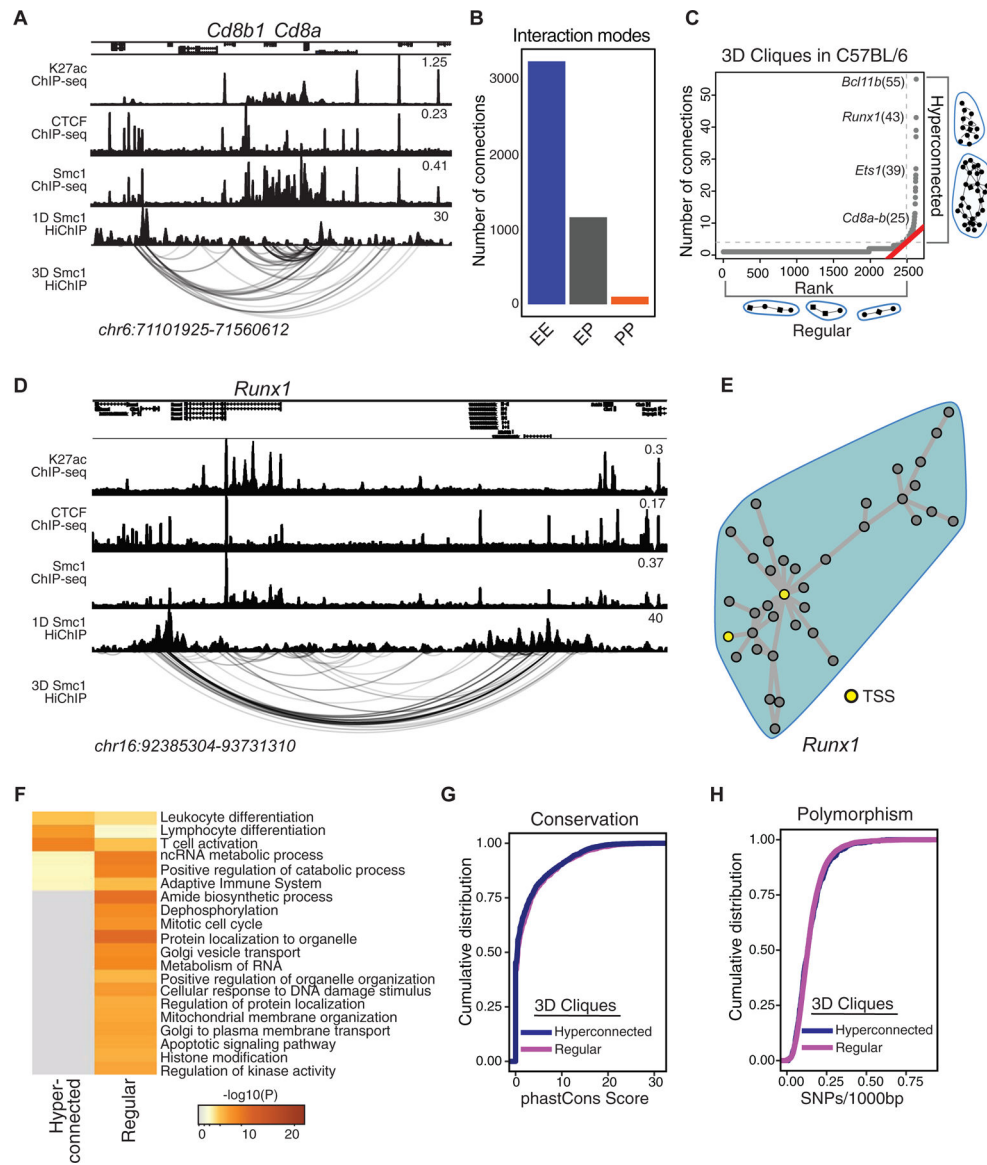 A
Cd8b1 Cd8a
K27ac
ChIP-seq
1.25
CTCF
ChIP-seq
0.23
Smc1
ChIP-seq
0.41
1D Smc1
HiChIP
30
3D Smc1
HiChIP
chr6:71101925-71560612
B
Interaction modes
Number of connections
3000
2000
1000
0
EE
EP
PP
C
3D Cliques in C57BL/6
Number of connections
50
40
30
20
10
0
Bcl11b(55)
Runx1(43)
Ets1(39)
Cd8a-b(25)
Hyperconnected
0 500 1000 1500 2000 2500
Rank
Regular
D
Runx1
K27ac
ChIP-seq
0.3
CTCF
ChIP-seq
0.17
Smc1
ChIP-seq
0.37
1D Smc1
HiChIP
40
3D Smc1
HiChIP
chr16:92385304-93731310
E
TSS
Runx1
F
Leukocyte differentiation
Lymphocyte differentiation
T cell activation
ncRNA metabolic process
Positive regulation of catabolic process
Adaptive Immune System
Amide biosynthetic process
Dephosphorylation
Mitotic cell cycle
Protein localization to organelle
Golgi vesicle transport
Metabolism of RNA
Positive regulation of organelle organization
Cellular response to DNA damage stimulus
Regulation of protein localization
Mitochondrial membrane organization
Golgi to plasma membrane transport
Apoptotic signaling pathway
Histone modification
Regulation of kinase activity
Hyper-
connected
Regular
-log10(P)
0 10 20
G
Conservation
Cumulative distribution
1.00
0.75
0.50
0.25
0.00
3D Cliques
Hyperconnected
Regular
0 10 20 30
phastCons Score
H
Polymorphism
Cumulative distribution
1.00
0.75
0.50
0.25
0.00
3D Cliques
Hyperconnected
Regular
0.00 0.25 0.50 0.75
SNPs/1000bp